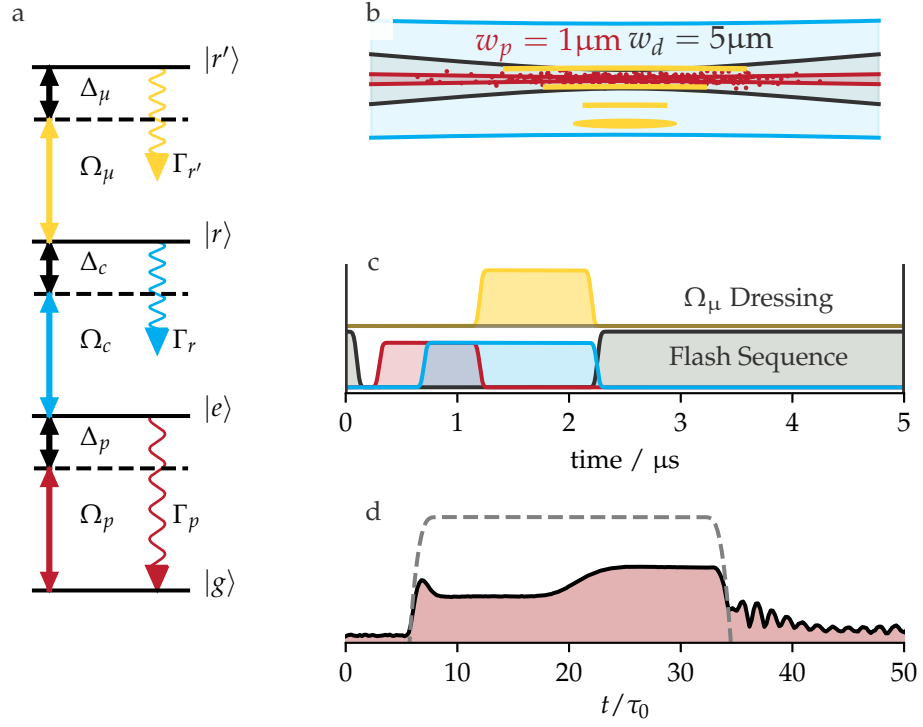 a
|r′⟩
Δμ
Ωμ
Γr′
|r⟩
Δc
Ωc
Γr
|e⟩
Δp
Ωp
Γp
|g⟩
b
wp = 1μm wd = 5μm
c
Ωμ Dressing
Flash Sequence
0 1 2 3 4 5
time / μs
d
0 10 20 30 40 50
t/τ0